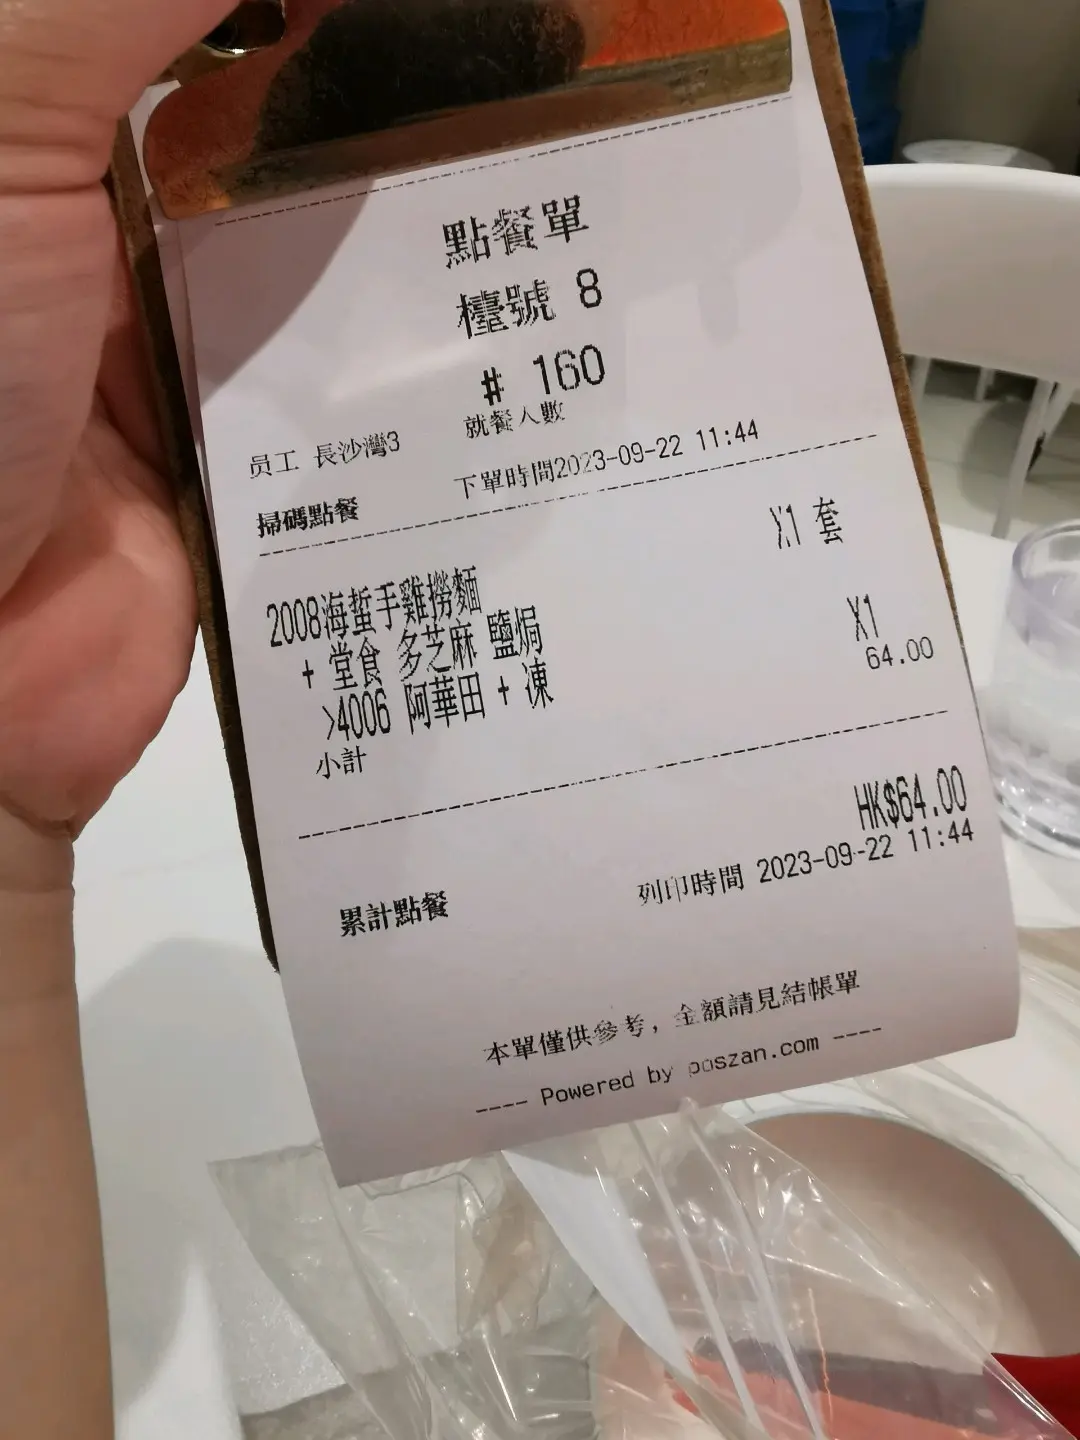 點餐單
檯號 8
# 160
就餐人數
员工 長沙灣3
下單時間2023-09-22 11:44
掃碼點餐
X1 套
2008海蜇手雞撈麵
+ 堂食 多芝麻 鹽焗
>4006 阿華田 + 凍 X1
小計 64.00
HK$64.00
累計點餐 列印時間 2023-09-22 11:44
本單僅供參考，金額請見結帳單
---- Powered by poszan.com ----